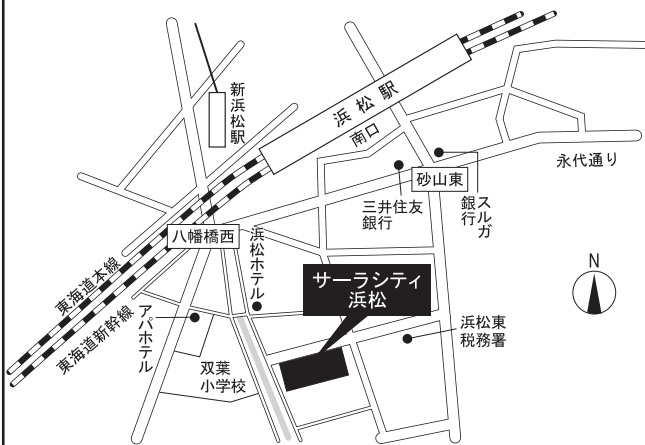 新浜松駅
浜松駅
南口
永代通り
砂山東
スルガ
銀行
三井住友
銀行
八幡橋西
浜松ホテル
サーラシティ
浜松
N
東海道本線
東海道新幹線
アパホテル
双葉
小学校
浜松東
税務署